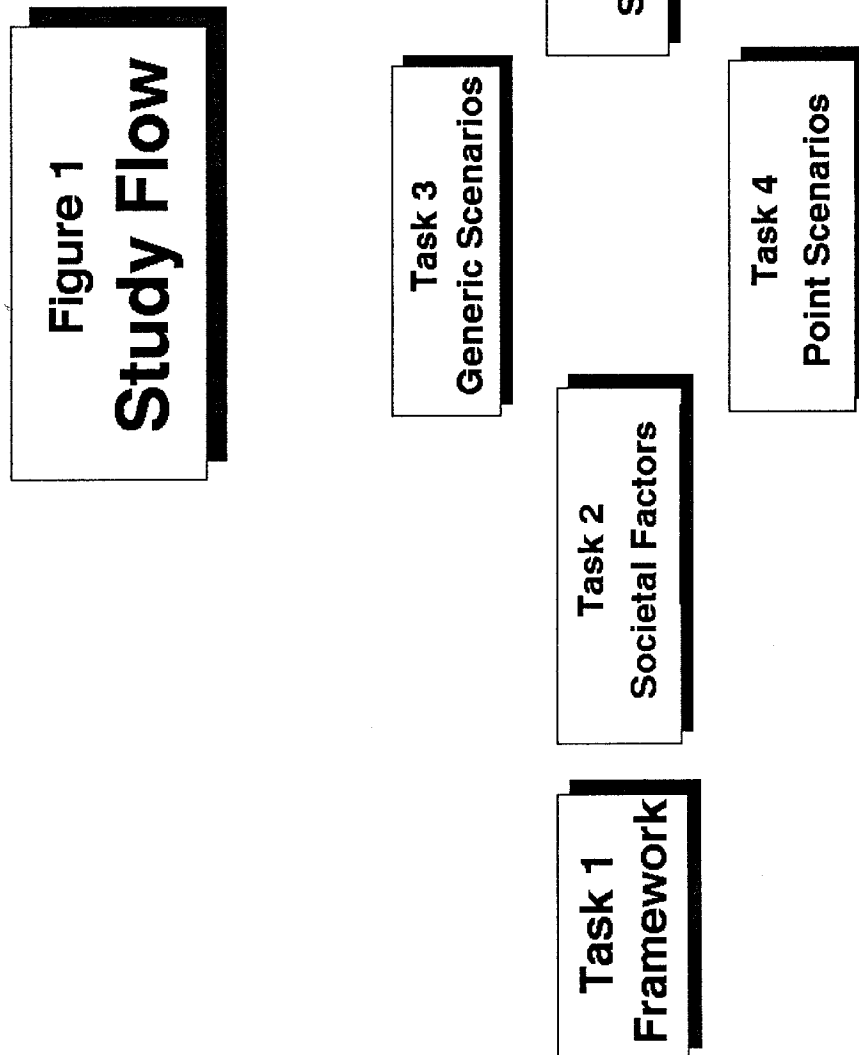 Figure 1
Study Flow
Task 1
Framework
Task 2
Societal Factors
Task 3
Generic Scenarios
Task 4
Point Scenarios